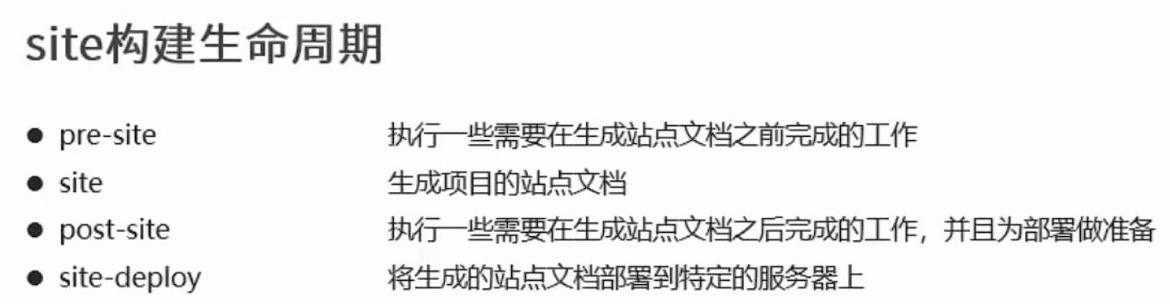 site构建生命周期
● pre-site 执行一些需要在生成站点文档之前完成的工作
● site 生成项目的站点文档
● post-site 执行一些需要在生成站点文档之后完成的工作，并且为部署做准备
● site-deploy 将生成的站点文档部署到特定的服务器上